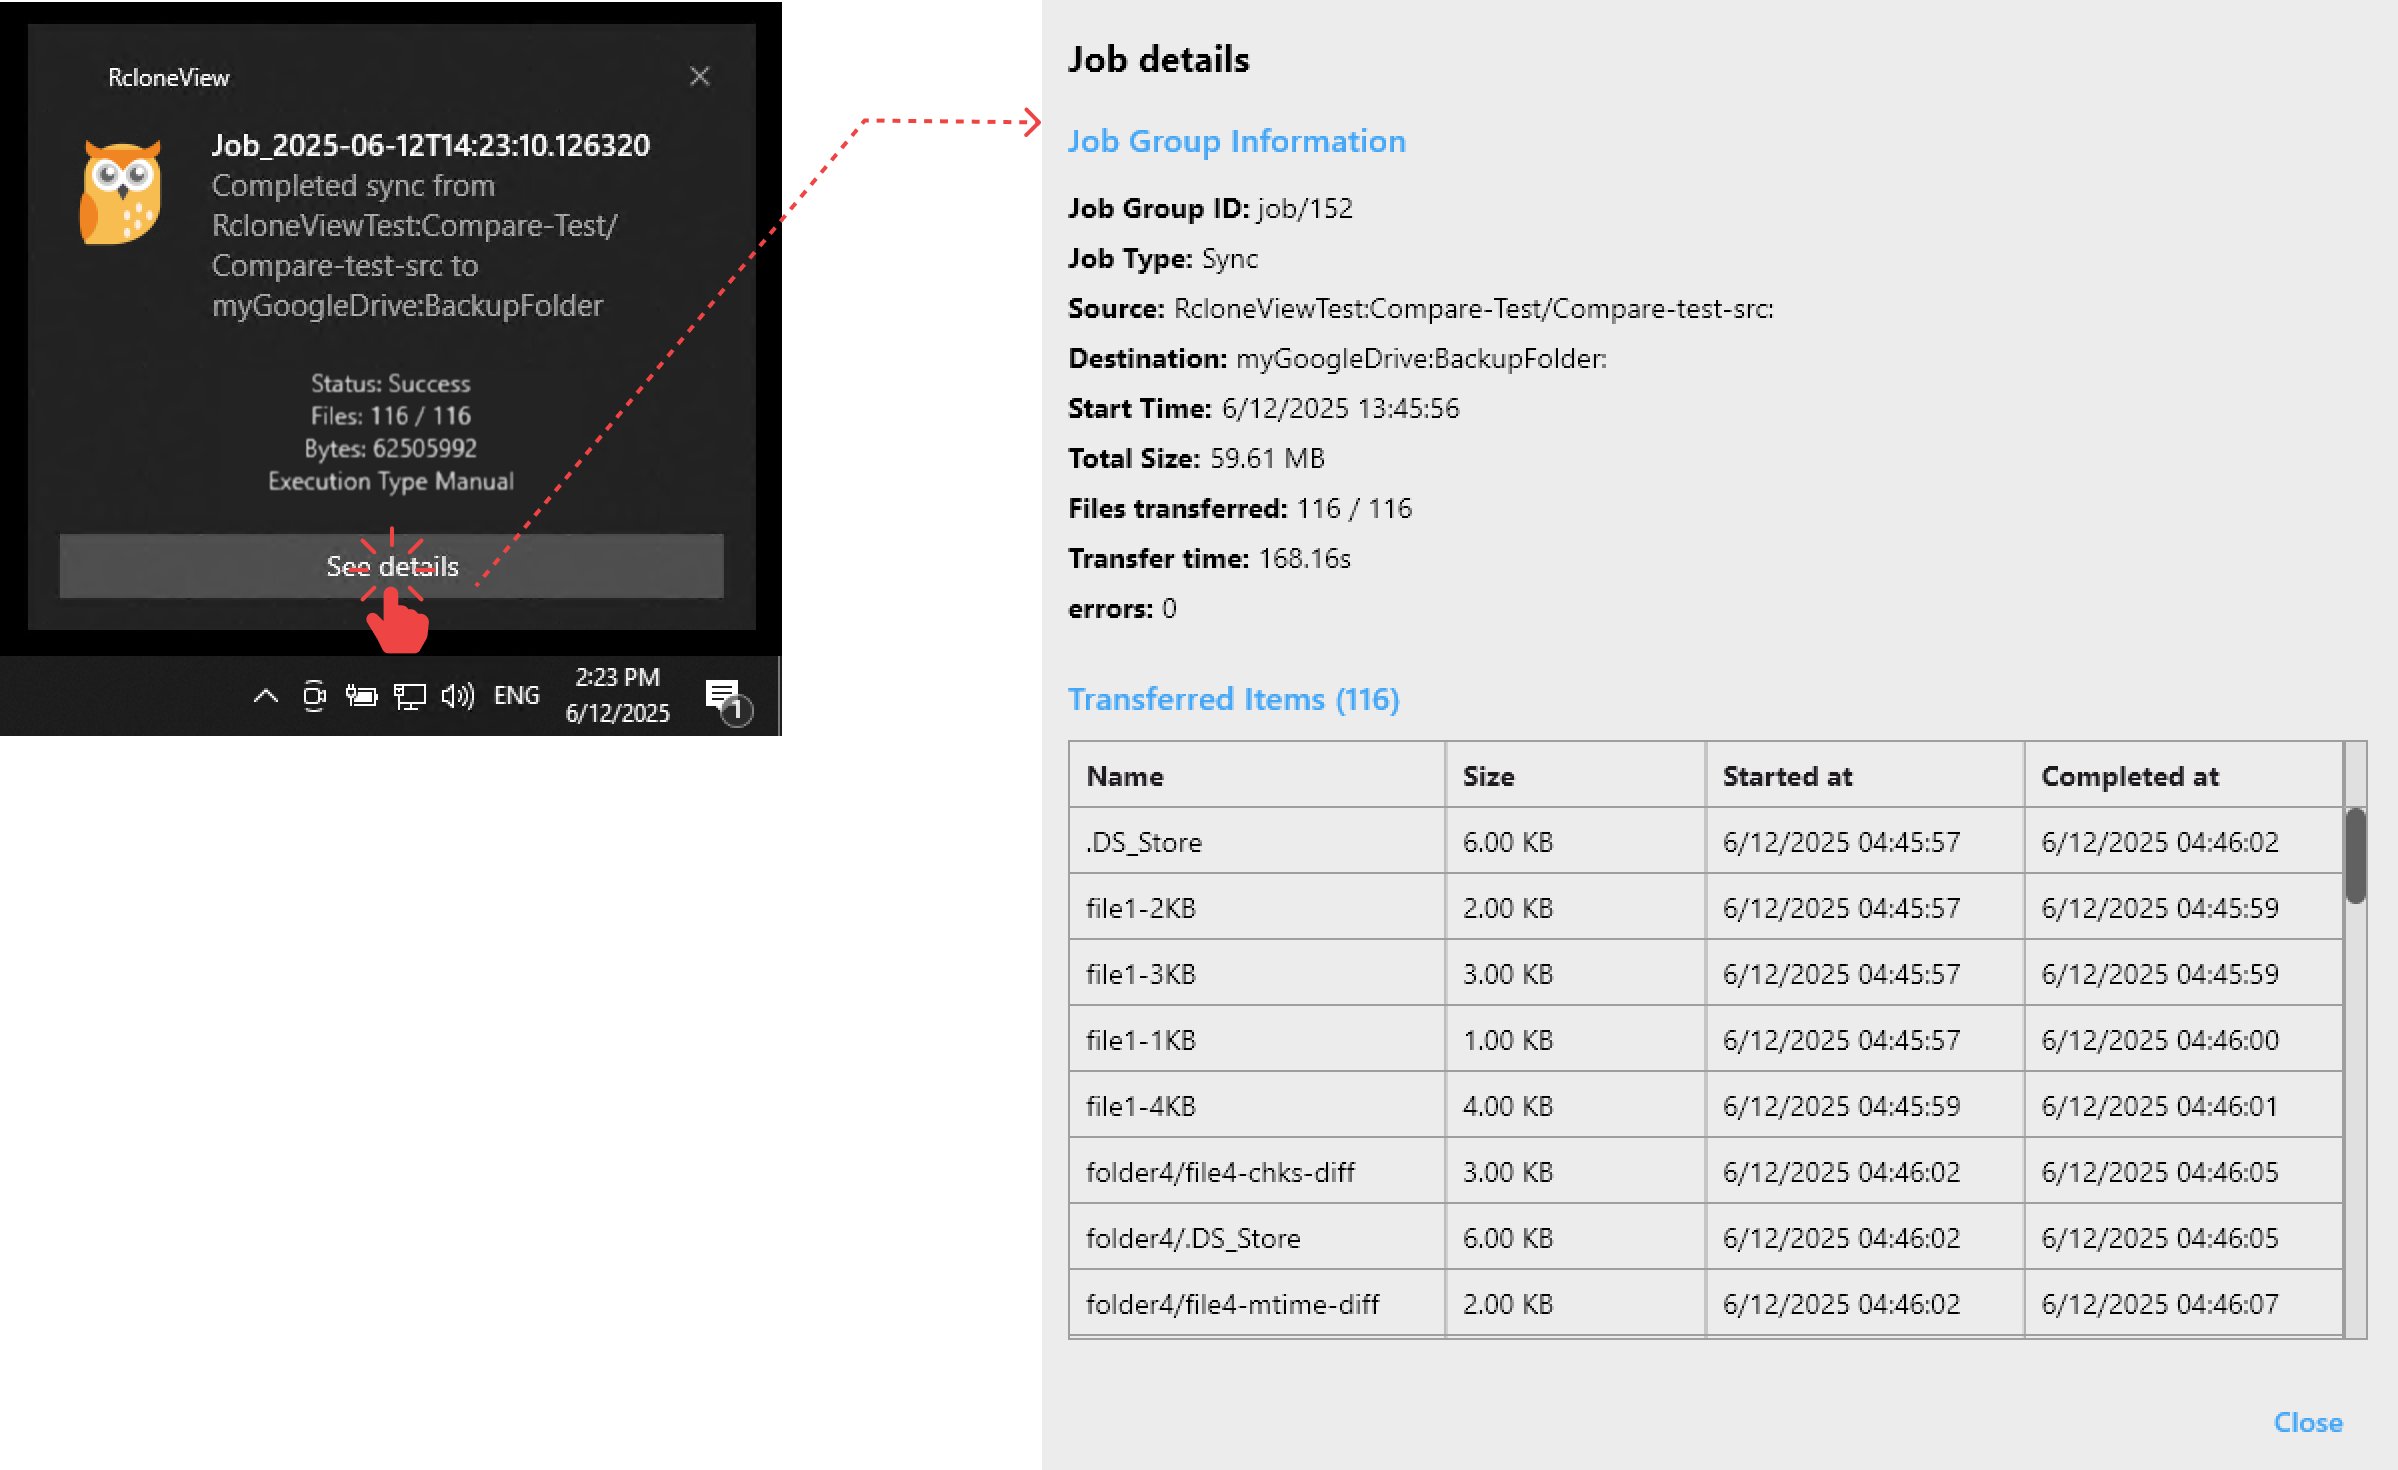 RcloneView
Job_2025-06-12T14:23:10.126320
Completed sync from
RcloneViewTest:Compare-Test/
Compare-test-src to
myGoogleDrive:BackupFolder
Status: Success
Files: 116 / 116
Bytes: 62505992
Execution Type Manual
See details
ENG
2:23 PM
6/12/2025
1
Job details
Job Group Information
Job Group ID: job/152
Job Type: Sync
Source: RcloneViewTest:Compare-Test/Compare-test-src:
Destination: myGoogleDrive:BackupFolder:
Start Time: 6/12/2025 13:45:56
Total Size: 59.61 MB
Files transferred: 116 / 116
Transfer time: 168.16s
errors: 0
Transferred Items (116)
Name Size Started at Completed at
.DS_Store 6.00 KB 6/12/2025 04:45:57 6/12/2025 04:46:02
file1-2KB 2.00 KB 6/12/2025 04:45:57 6/12/2025 04:45:59
file1-3KB 3.00 KB 6/12/2025 04:45:57 6/12/2025 04:45:59
file1-1KB 1.00 KB 6/12/2025 04:45:57 6/12/2025 04:46:00
file1-4KB 4.00 KB 6/12/2025 04:45:59 6/12/2025 04:46:01
folder4/file4-chks-diff 3.00 KB 6/12/2025 04:46:02 6/12/2025 04:46:05
folder4/.DS_Store 6.00 KB 6/12/2025 04:46:02 6/12/2025 04:46:05
folder4/file4-mtime-diff 2.00 KB 6/12/2025 04:46:02 6/12/2025 04:46:07
Close